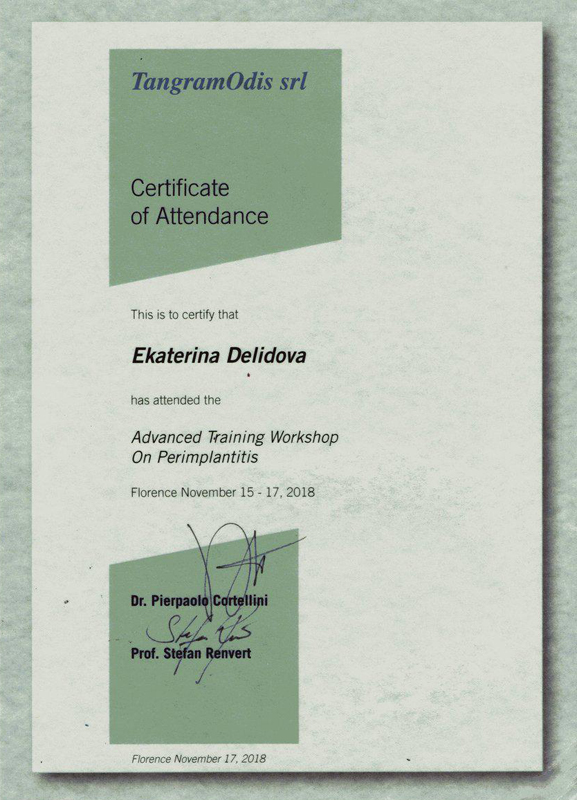 TangramOdis srl
Certificate
of Attendance
This is to certify that
Ekaterina Delidova
has attended the
Advanced Training Workshop
On Perimplantitis
Florence November 15 - 17, 2018
Dr. Pierpaolo Cortellini
Prof. Stefan Renvert
Florence November 17, 2018